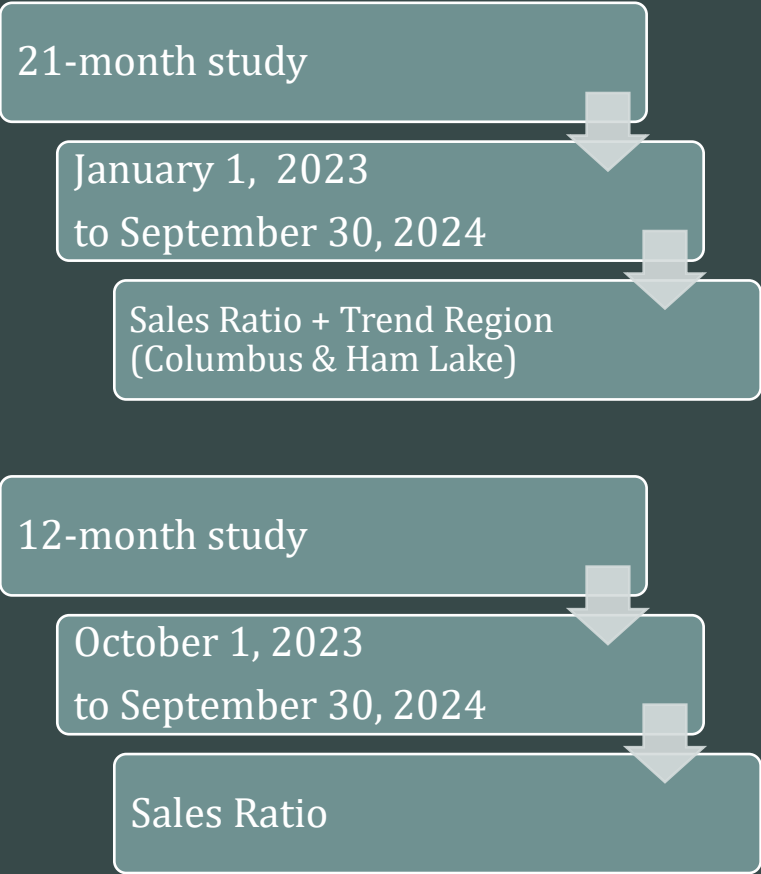 21-month study
January 1, 2023
to September 30, 2024
Sales Ratio + Trend Region
(Columbus & Ham Lake)
12-month study
October 1, 2023
to September 30, 2024
Sales Ratio